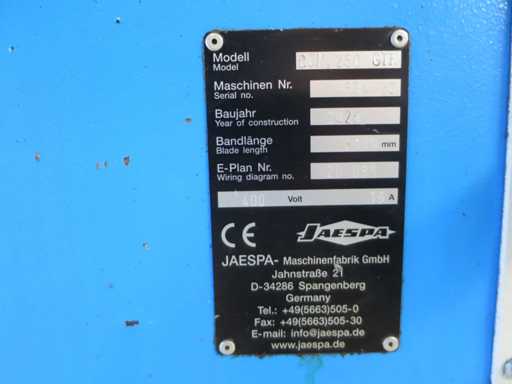 Modell
Model
Maschinen Nr.
Serial no.
Baujahr
Year of construction
Bandlänge
Blade length mm
E-Plan Nr.
Wiring diagram no.
400 Volt A
CE JAESPA
JAESPA- Maschinenfabrik GmbH
Jahnstraße 21
D-34286 Spangenberg
Germany
Tel.: +49(5663)505-0
Fax: +49(5663)505-30
E-mail: info@jaespa.de
www.jaespa.de